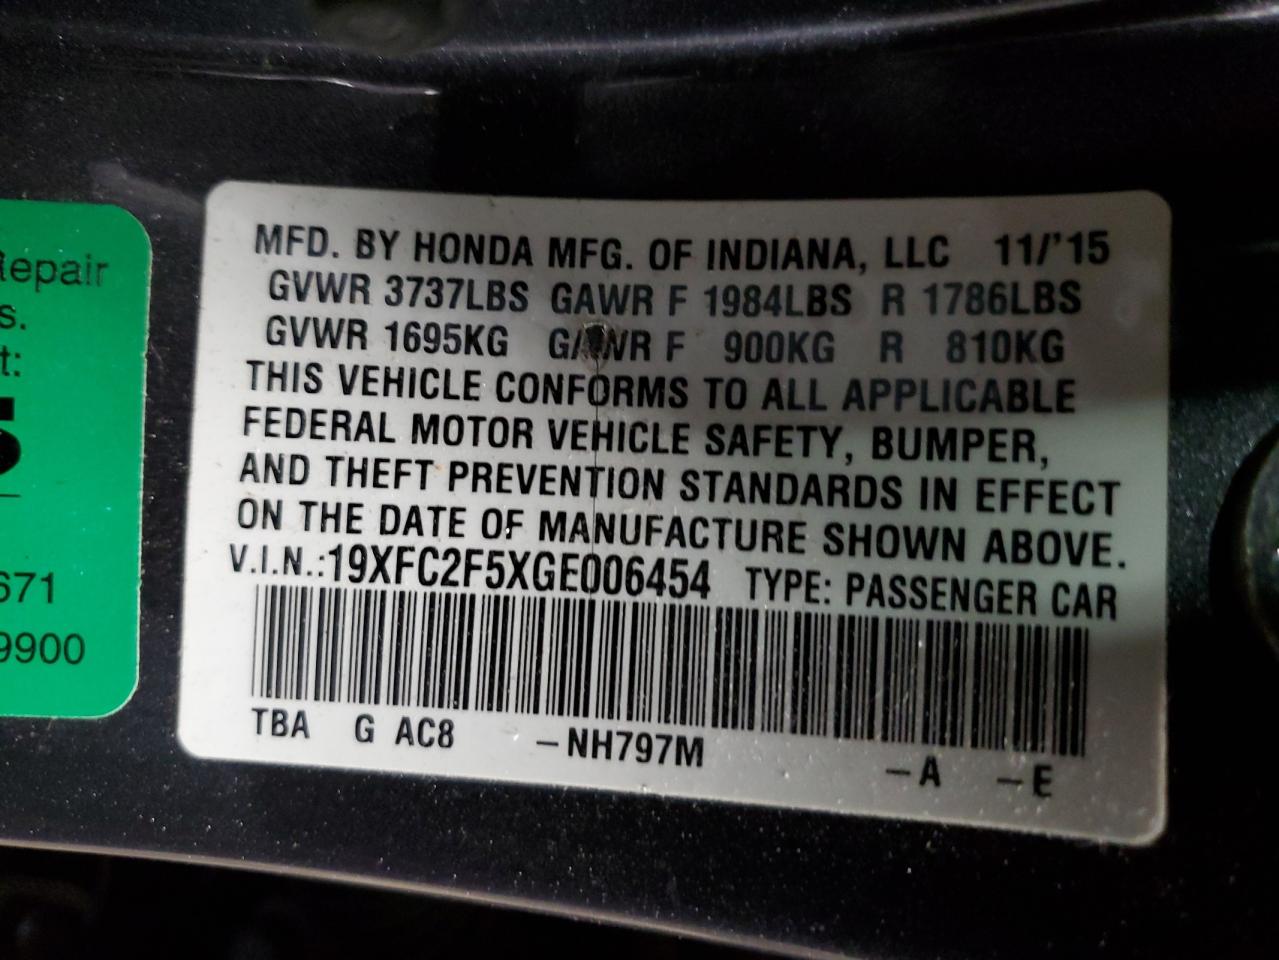 epair
s.
t:
5
671
9900
MFD. BY HONDA MFG. OF INDIANA, LLC 11/'15
GVWR 3737LBS GAWR F 1984LBS R 1786LBS
GVWR 1695KG GAWR F 900KG R 810KG
THIS VEHICLE CONFORMS TO ALL APPLICABLE
FEDERAL MOTOR VEHICLE SAFETY, BUMPER,
AND THEFT PREVENTION STANDARDS IN EFFECT
ON THE DATE OF MANUFACTURE SHOWN ABOVE.
V.I.N.:19XFC2F5XGE006454 TYPE: PASSENGER CAR
TBA G AC8 –NH797M –A –E